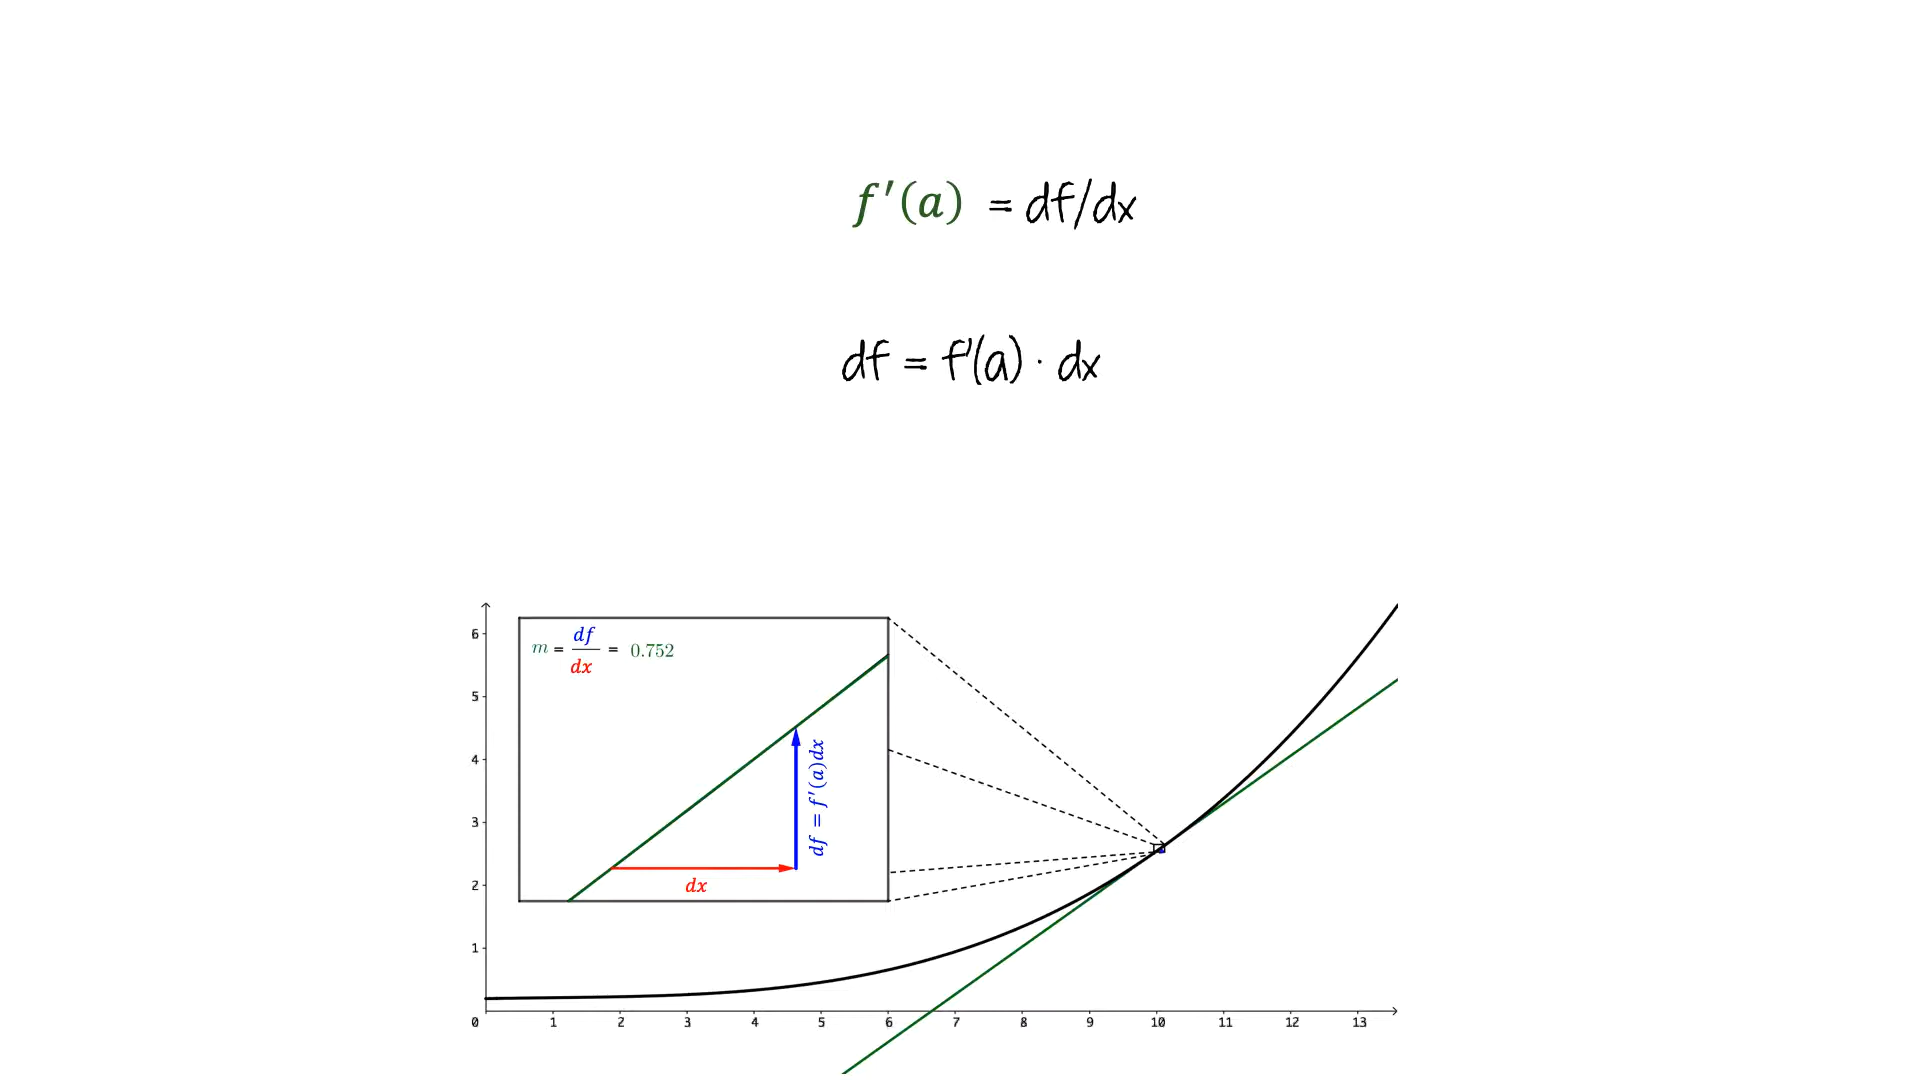 f'(a) = df/dx
df = f'(a) · dx
m = df/dx = 0.752
df = f'(a)dx
dx
6
5
4
3
2
1
0 1 2 3 4 5 6 7 8 9 10 11 12 13